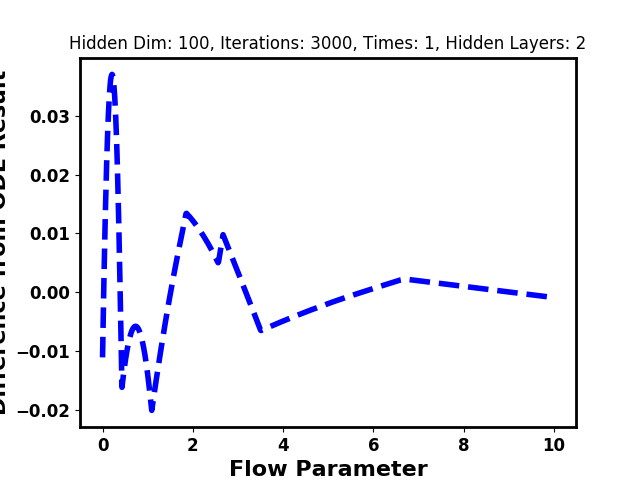 Hidden Dim: 100, Iterations: 3000, Times: 1, Hidden Layers: 2
Difference from ODE Result
0.03
0.02
0.01
0.00
−0.01
−0.02
0 2 4 6 8 10
Flow Parameter